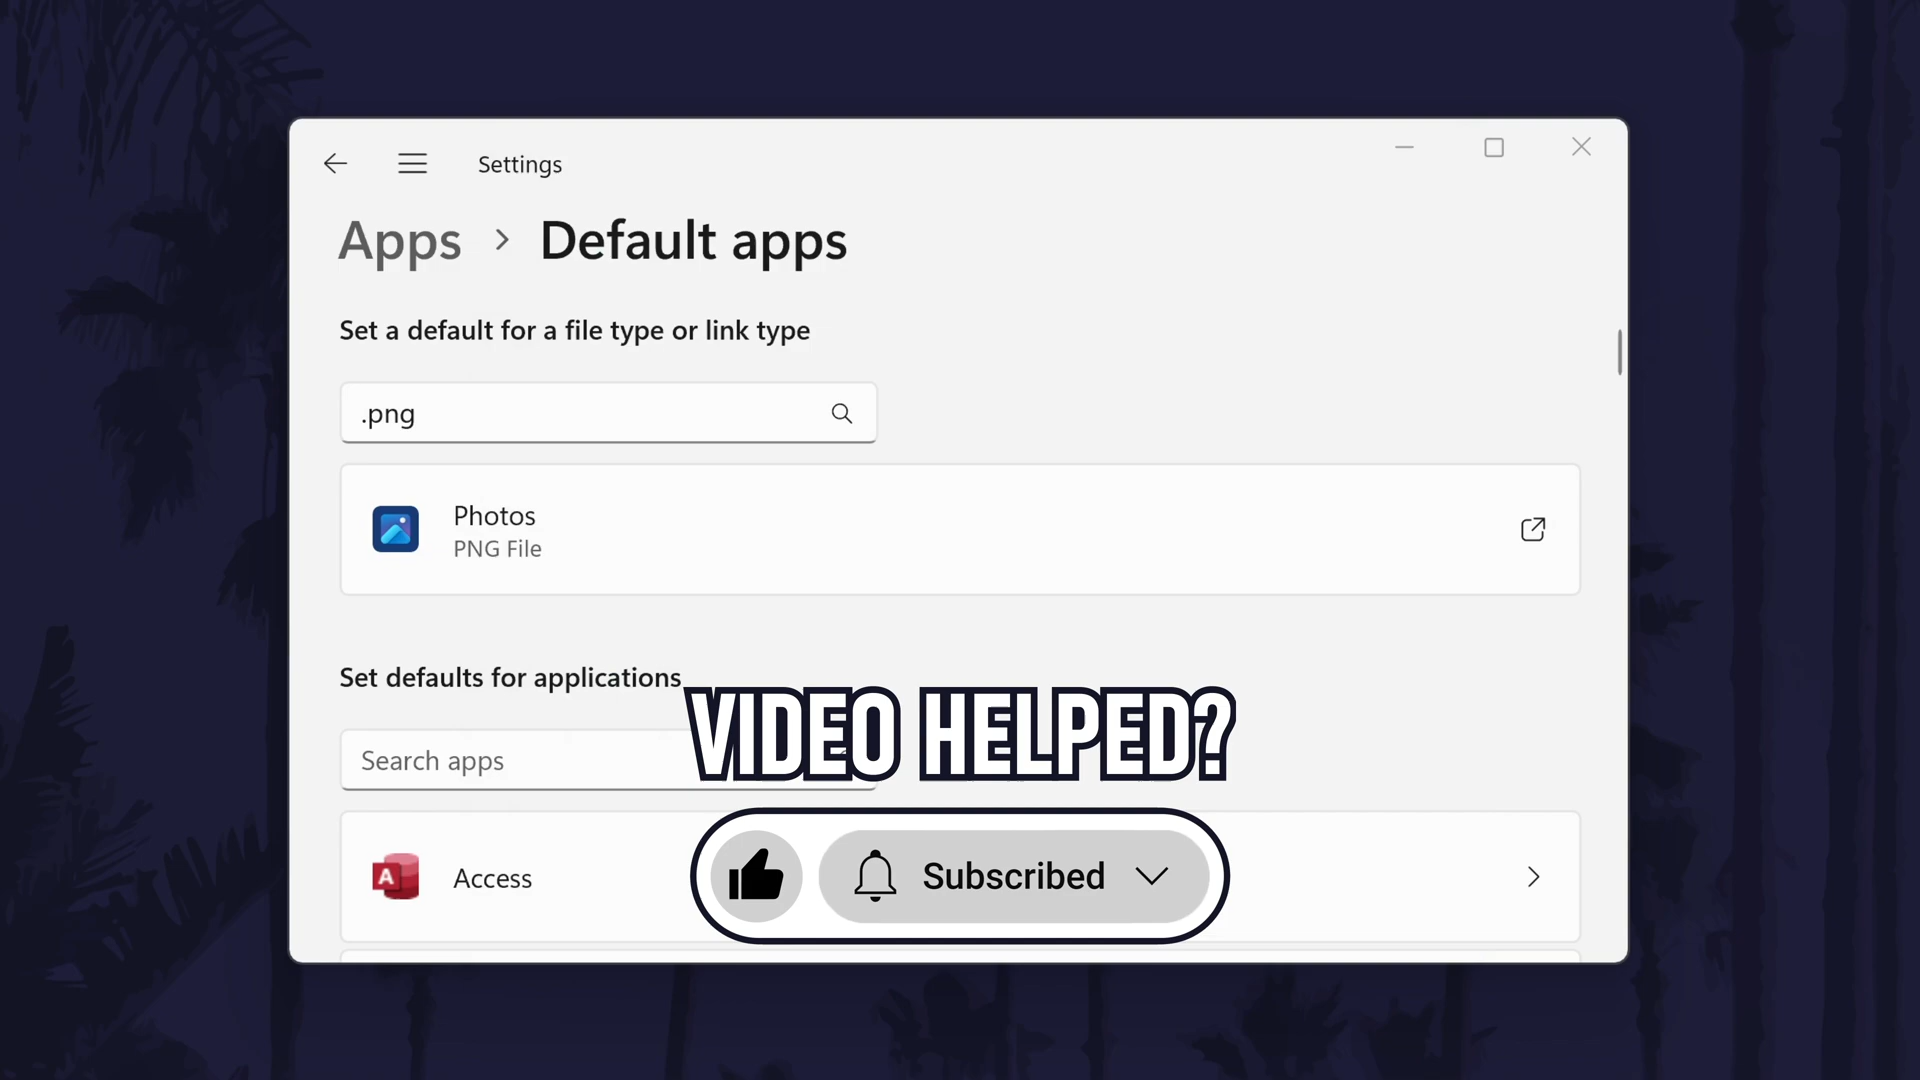 Settings
Apps > Default apps
Set a default for a file type or link type
.png
Photos
PNG File
Set defaults for applications
VIDEO HELPED?
Search apps
A
Access
Subscribed